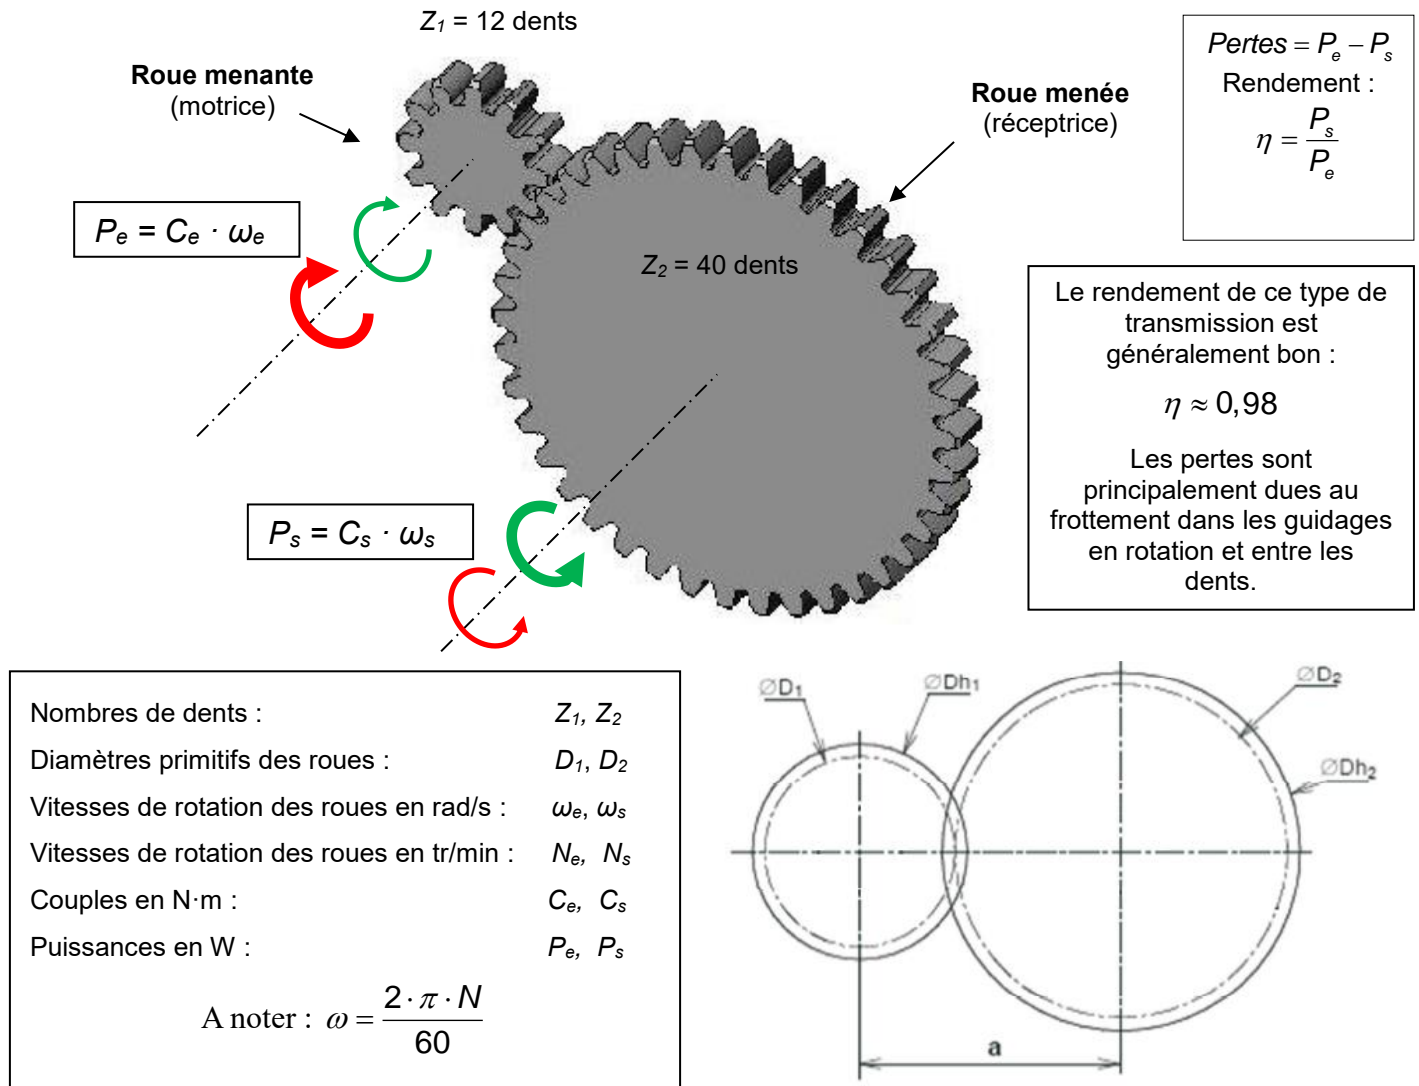 Z₁ = 12 dents
Roue menante
(motrice)
Roue menée
(réceptrice)
Pertes = Pₑ − Pₛ
Rendement :
η = Pₛ / Pₑ
Pₑ = Cₑ · ωₑ
Z₂ = 40 dents
Le rendement de ce type de
transmission est
généralement bon :
η ≈ 0,98
Les pertes sont
principalement dues au
frottement dans les guidages
en rotation et entre les
dents.
Pₛ = Cₛ · ωₛ
Nombres de dents : Z₁, Z₂
Diamètres primitifs des roues : D₁, D₂
Vitesses de rotation des roues en rad/s : ωₑ, ωₛ
Vitesses de rotation des roues en tr/min : Nₑ, Nₛ
Couples en N·m : Cₑ, Cₛ
Puissances en W : Pₑ, Pₛ
A noter : ω = 2 · π · N / 60
∅D₁
∅Dh₁
∅D₂
∅Dh₂
a